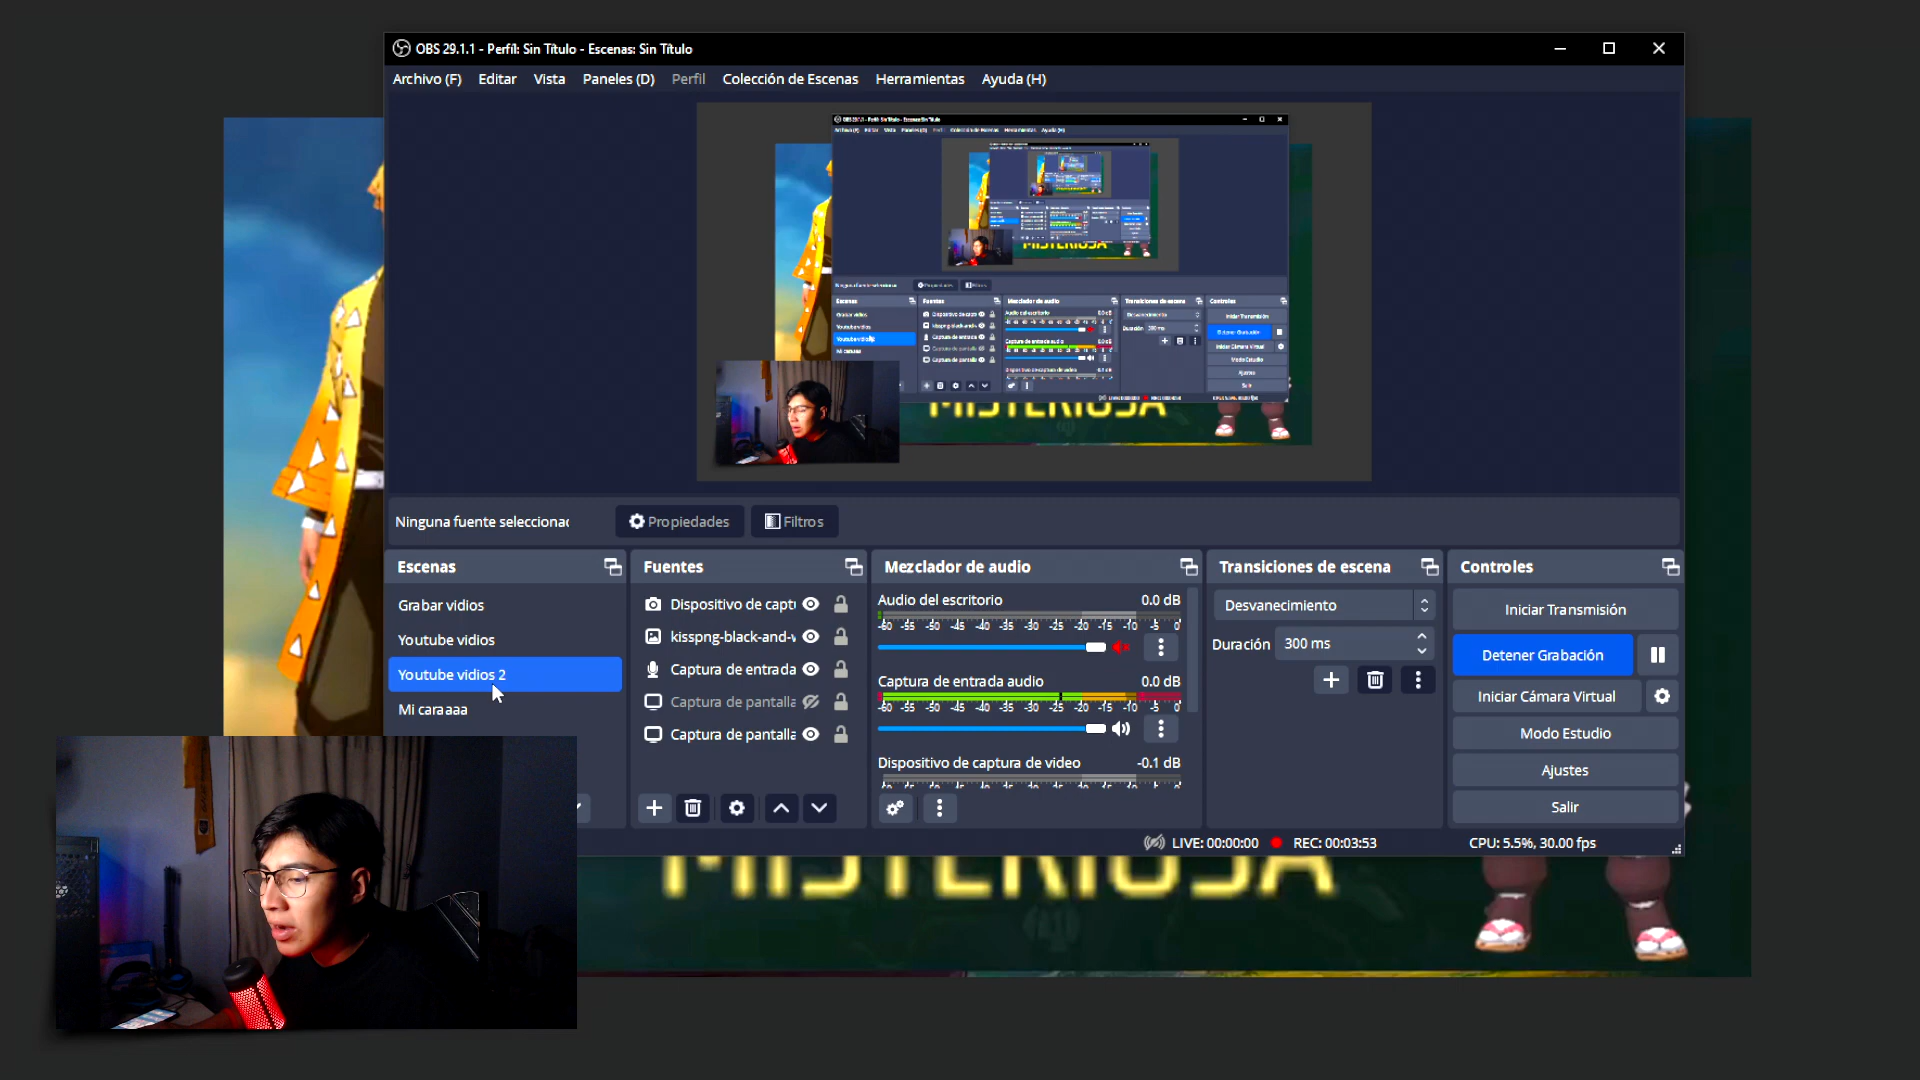 OBS 29.1.1 - Perfil: Sin Título - Escenas: Sin Título
Archivo (F) Editar Vista Paneles (D) Perfil Colección de Escenas Herramientas Ayuda (H)
Ninguna fuente seleccionac Propiedades Filtros
Escenas
Grabar vidios
Youtube vidios
Youtube vidios 2
Mi caraaaa
Fuentes
Dispositivo de captu
kisspng-black-and-v
Captura de entrada
Captura de pantalla
Captura de pantalla
Mezclador de audio
Audio del escritorio 0.0 dB
-60 -55 -50 -45 -40 -35 -30 -25 -20 -15 -10 -5 0
Captura de entrada audio 0.0 dB
-60 -55 -50 -45 -40 -35 -30 -25 -20 -15 -10 -5 0
Dispositivo de captura de video -0.1 dB
Transiciones de escena
Desvanecimiento
Duración 300 ms
Controles
Iniciar Transmisión
Detener Grabación
Iniciar Cámara Virtual
Modo Estudio
Ajustes
Salir
LIVE: 00:00:00 REC: 00:03:53 CPU: 5.5%, 30.00 fps
MISTERIOSA